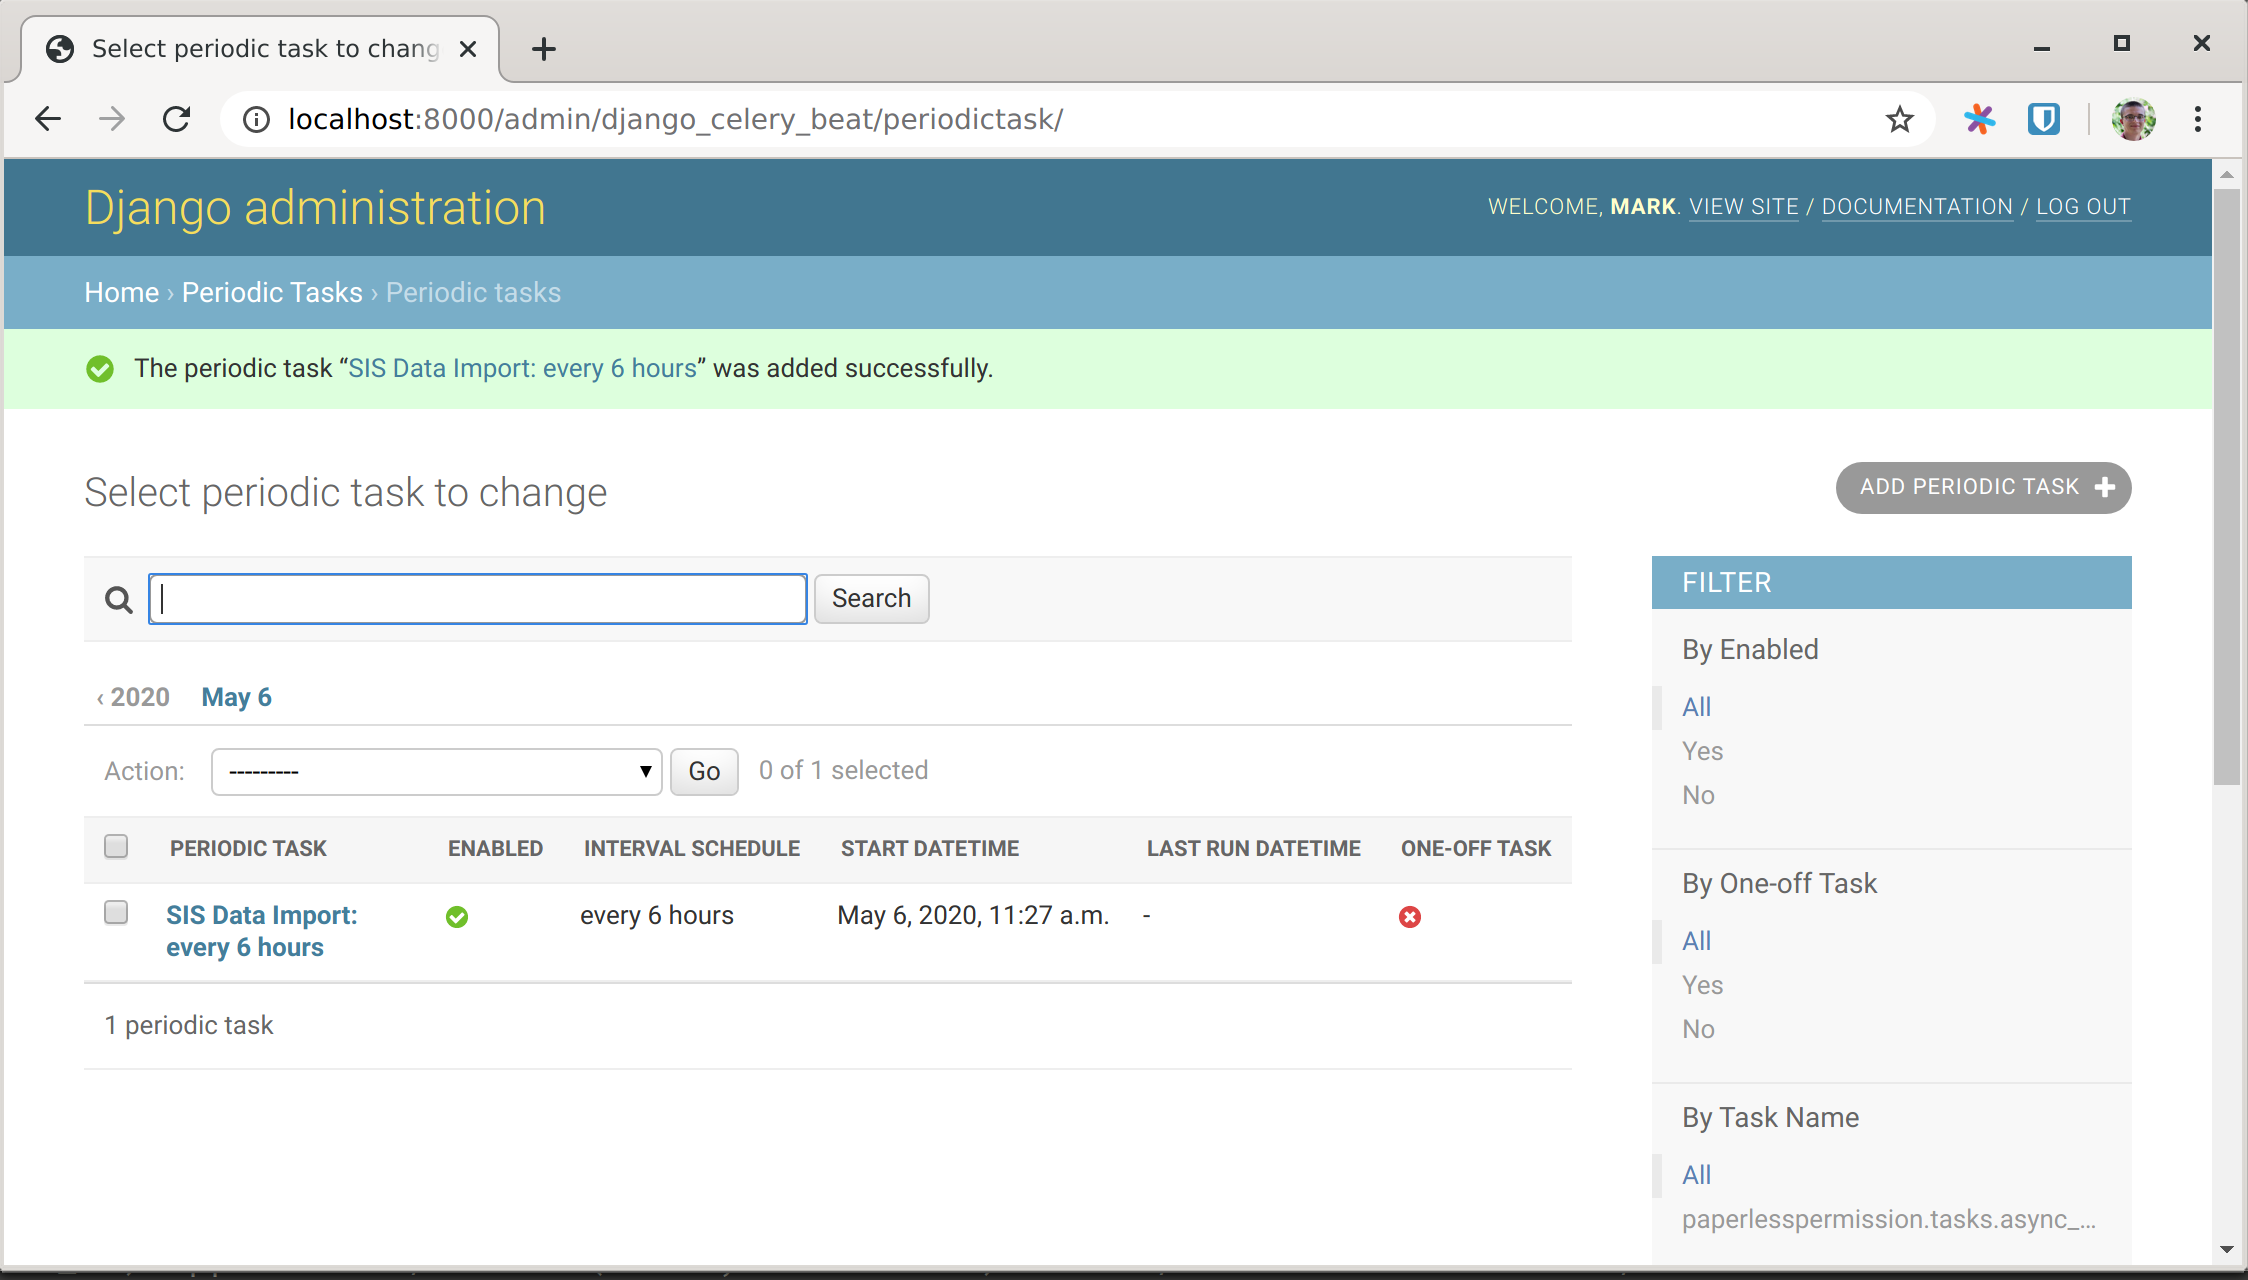 Select periodic task to chang
localhost:8000/admin/django_celery_beat/periodictask/
Django administration
WELCOME, MARK. VIEW SITE / DOCUMENTATION / LOG OUT
Home › Periodic Tasks › Periodic tasks
The periodic task “SIS Data Import: every 6 hours” was added successfully.
Select periodic task to change
ADD PERIODIC TASK
Search
‹ 2020 May 6
Action: --------- Go 0 of 1 selected
PERIODIC TASK ENABLED INTERVAL SCHEDULE START DATETIME LAST RUN DATETIME ONE-OFF TASK
SIS Data Import: every 6 hours May 6, 2020, 11:27 a.m. -
every 6 hours
1 periodic task
FILTER
By Enabled
All
Yes
No
By One-off Task
All
Yes
No
By Task Name
All
paperlesspermission.tasks.async_...